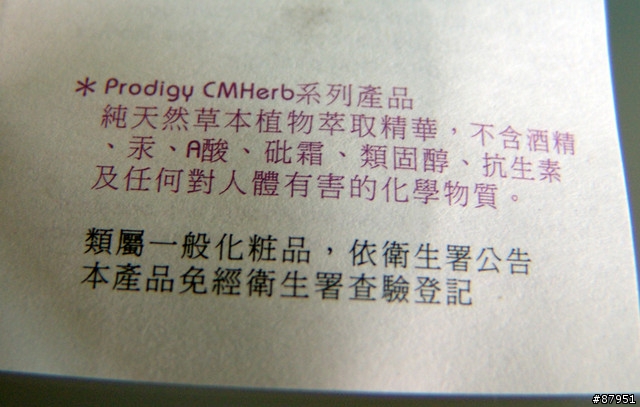 * Prodigy CMHerb系列產品
純天然草本植物萃取精華，不含酒精
、汞、A酸、砒霜、類固醇、抗生素
及任何對人體有害的化學物質。
類屬一般化粧品，依衛生署公告
本產品免經衛生署查驗登記
#87951